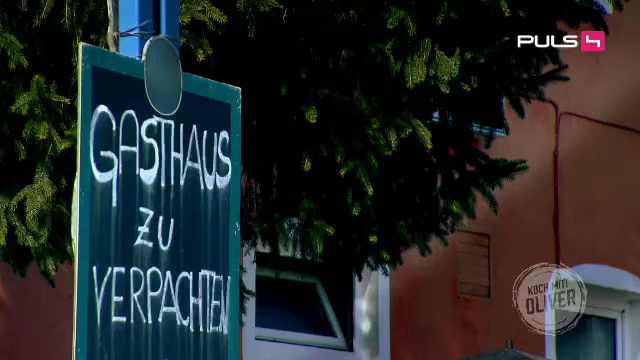 PULS 4
GASTHAUS
ZU
VERPACHTEN
KOCH MIT!
OLIVER